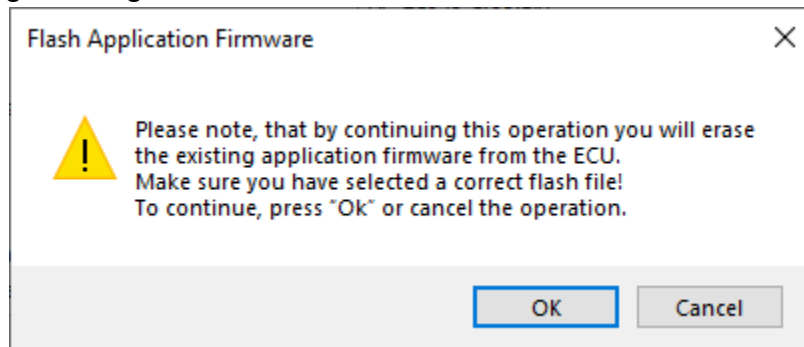 Flash Application Firmware
Please note, that by continuing this operation you will erase
the existing application firmware from the ECU.
Make sure you have selected a correct flash file!
To continue, press ˝Ok˝ or cancel the operation.
OK
Cancel